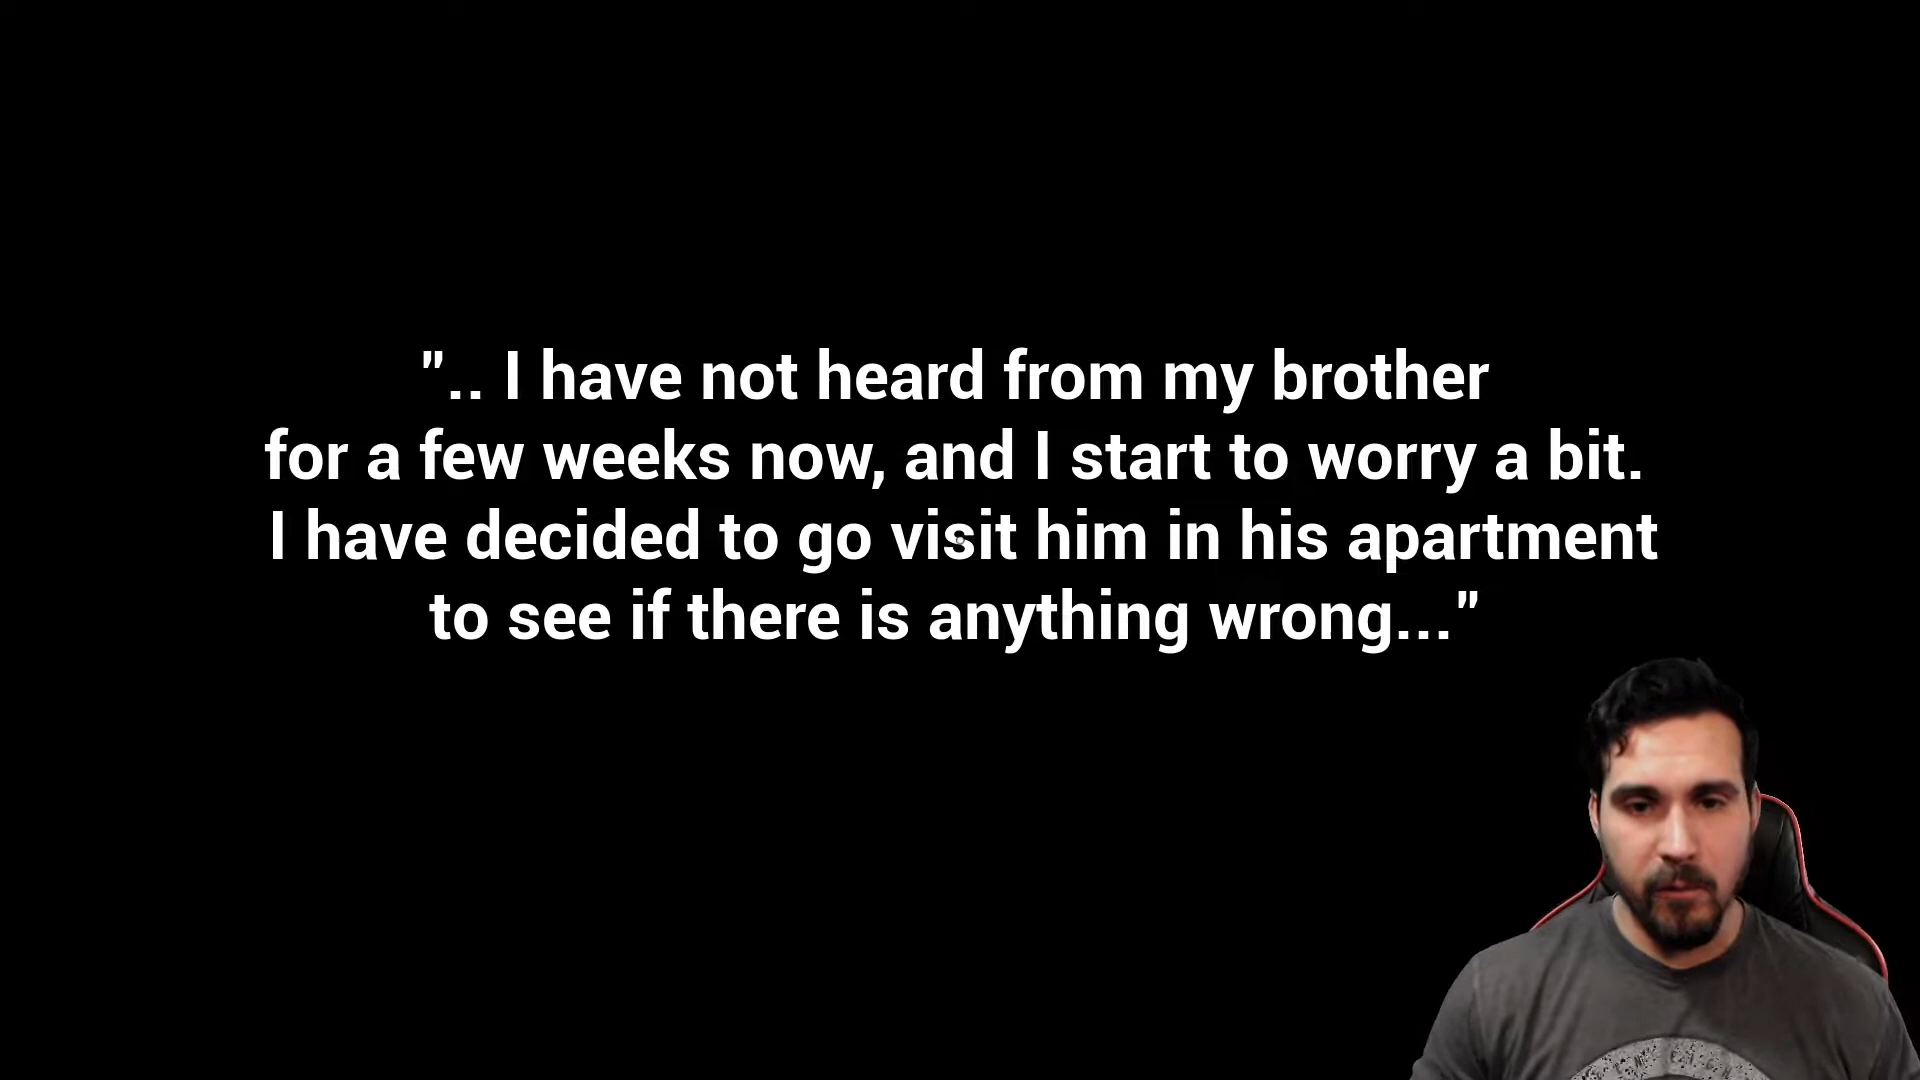 ".. I have not heard from my brother
for a few weeks now, and I start to worry a bit.
I have decided to go visit him in his apartment
to see if there is anything wrong..."